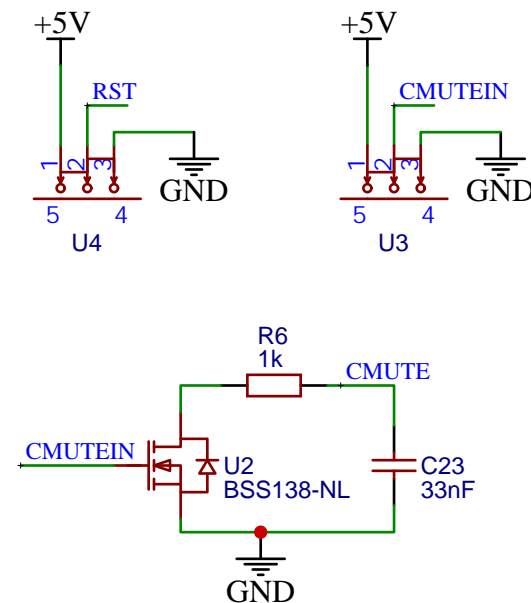 +5V
+5V
RST
CMUTEIN
1 2 3
1 2 3
GND
GND
5 4
5 4
U4
U3
R6
1k
CMUTE
CMUTEIN
U2
BSS138-NL
C23
33nF
GND